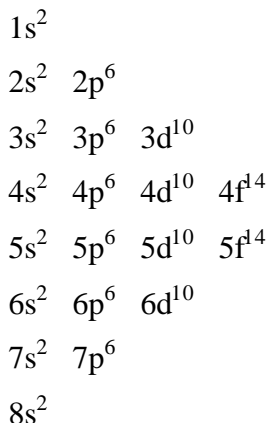 1s²
2s² 2p⁶
3s² 3p⁶ 3d¹⁰
4s² 4p⁶ 4d¹⁰ 4f¹⁴
5s² 5p⁶ 5d¹⁰ 5f¹⁴
6s² 6p⁶ 6d¹⁰
7s² 7p⁶
8s²